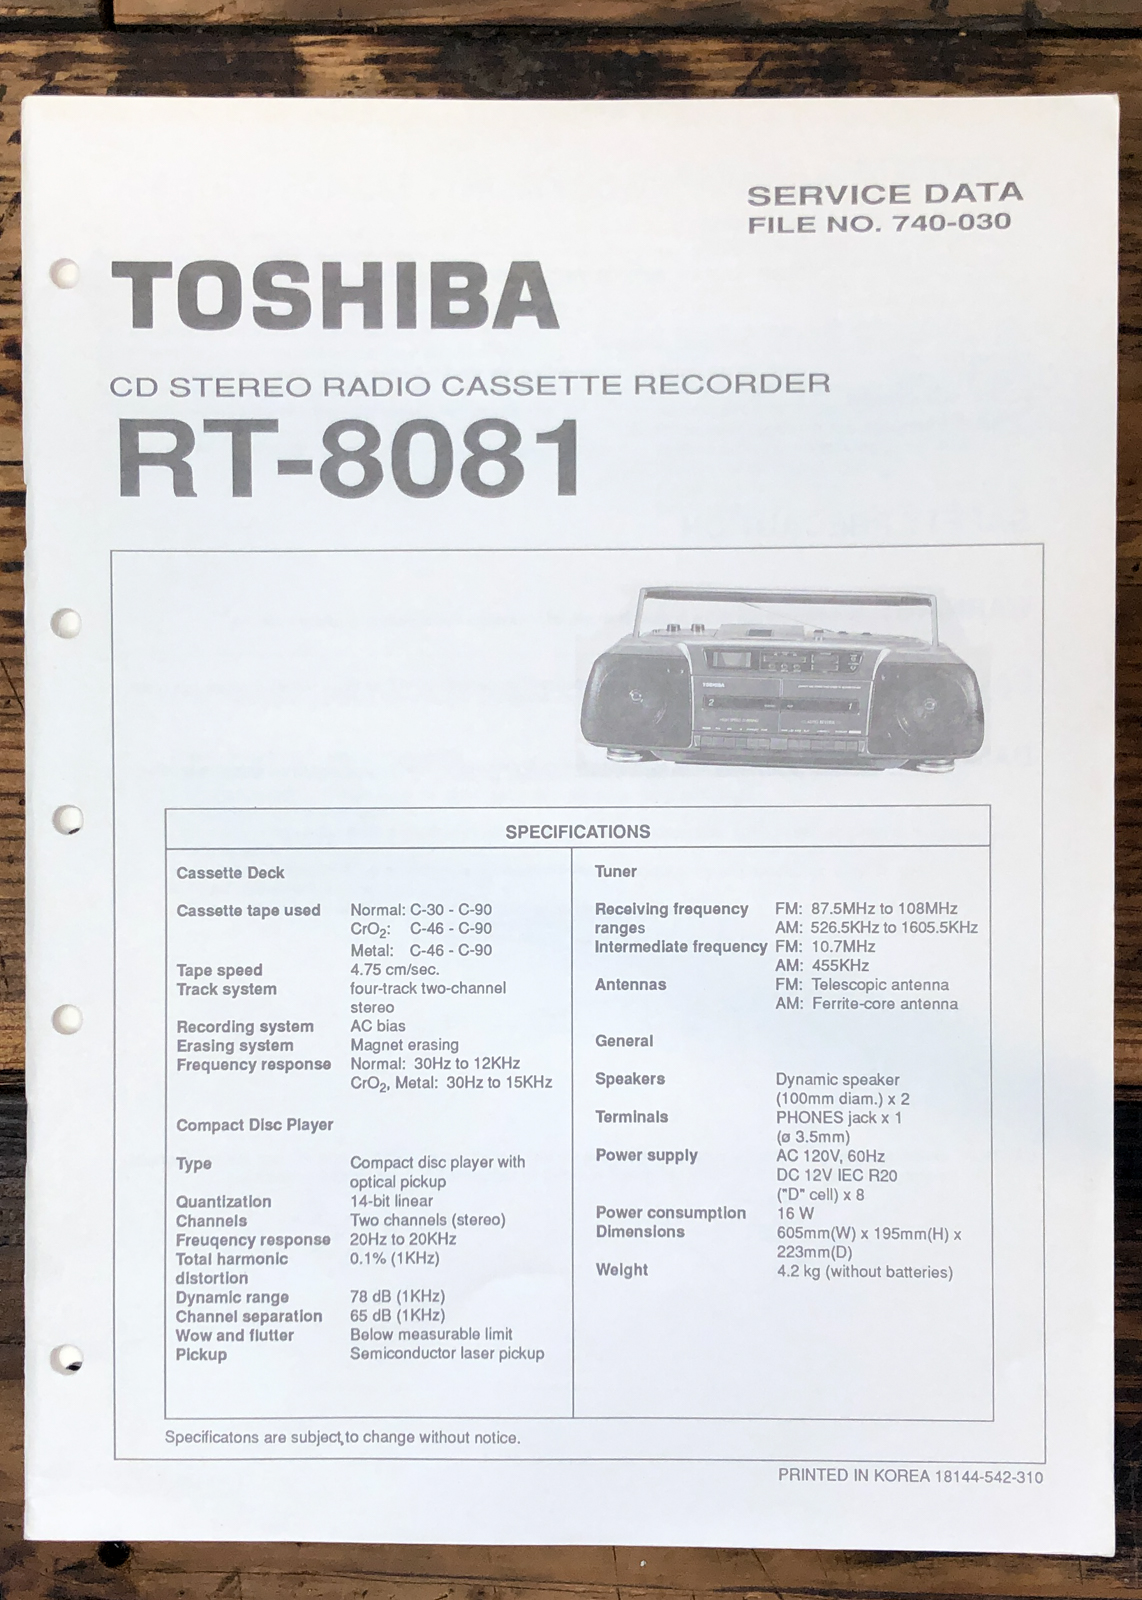 SERVICE DATA
FILE NO. 740-030
TOSHIBA
CD STEREO RADIO CASSETTE RECORDER
RT-8081
TOSHIBA
2
1
SPECIFICATIONS
Cassette Deck
Cassette tape used Normal: C-30 - C-90
CrO2: C-46 - C-90
Metal: C-46 - C-90
Tape speed 4.75 cm/sec.
Track system four-track two-channel
stereo
Recording system AC bias
Erasing system Magnet erasing
Frequency response Normal: 30Hz to 12KHz
CrO2, Metal: 30Hz to 15KHz
Compact Disc Player
Type Compact disc player with
optical pickup
Quantization 14-bit linear
Channels Two channels (stereo)
Freuqency response 20Hz to 20KHz
Total harmonic 0.1% (1KHz)
distortion
Dynamic range 78 dB (1KHz)
Channel separation 65 dB (1KHz)
Wow and flutter Below measurable limit
Pickup Semiconductor laser pickup
Tuner
Receiving frequency FM: 87.5MHz to 108MHz
ranges AM: 526.5KHz to 1605.5KHz
Intermediate frequency FM: 10.7MHz
AM: 455KHz
Antennas FM: Telescopic antenna
AM: Ferrite-core antenna
General
Speakers Dynamic speaker
(100mm diam.) x 2
Terminals PHONES jack x 1
(ø 3.5mm)
Power supply AC 120V, 60Hz
DC 12V IEC R20
("D" cell) x 8
Power consumption 16 W
Dimensions 605mm(W) x 195mm(H) x
223mm(D)
Weight 4.2 kg (without batteries)
Specificatons are subject to change without notice.
PRINTED IN KOREA 18144-542-310